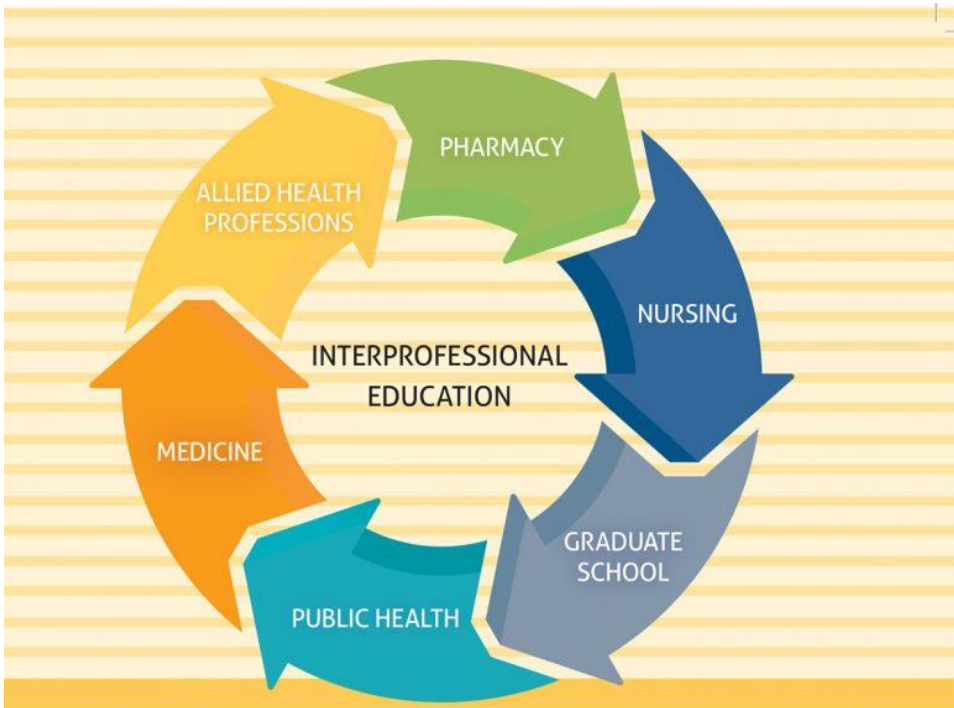 PHARMACY
ALLIED HEALTH
PROFESSIONS
NURSING
INTERPROFESSIONAL
EDUCATION
MEDICINE
GRADUATE
SCHOOL
PUBLIC HEALTH